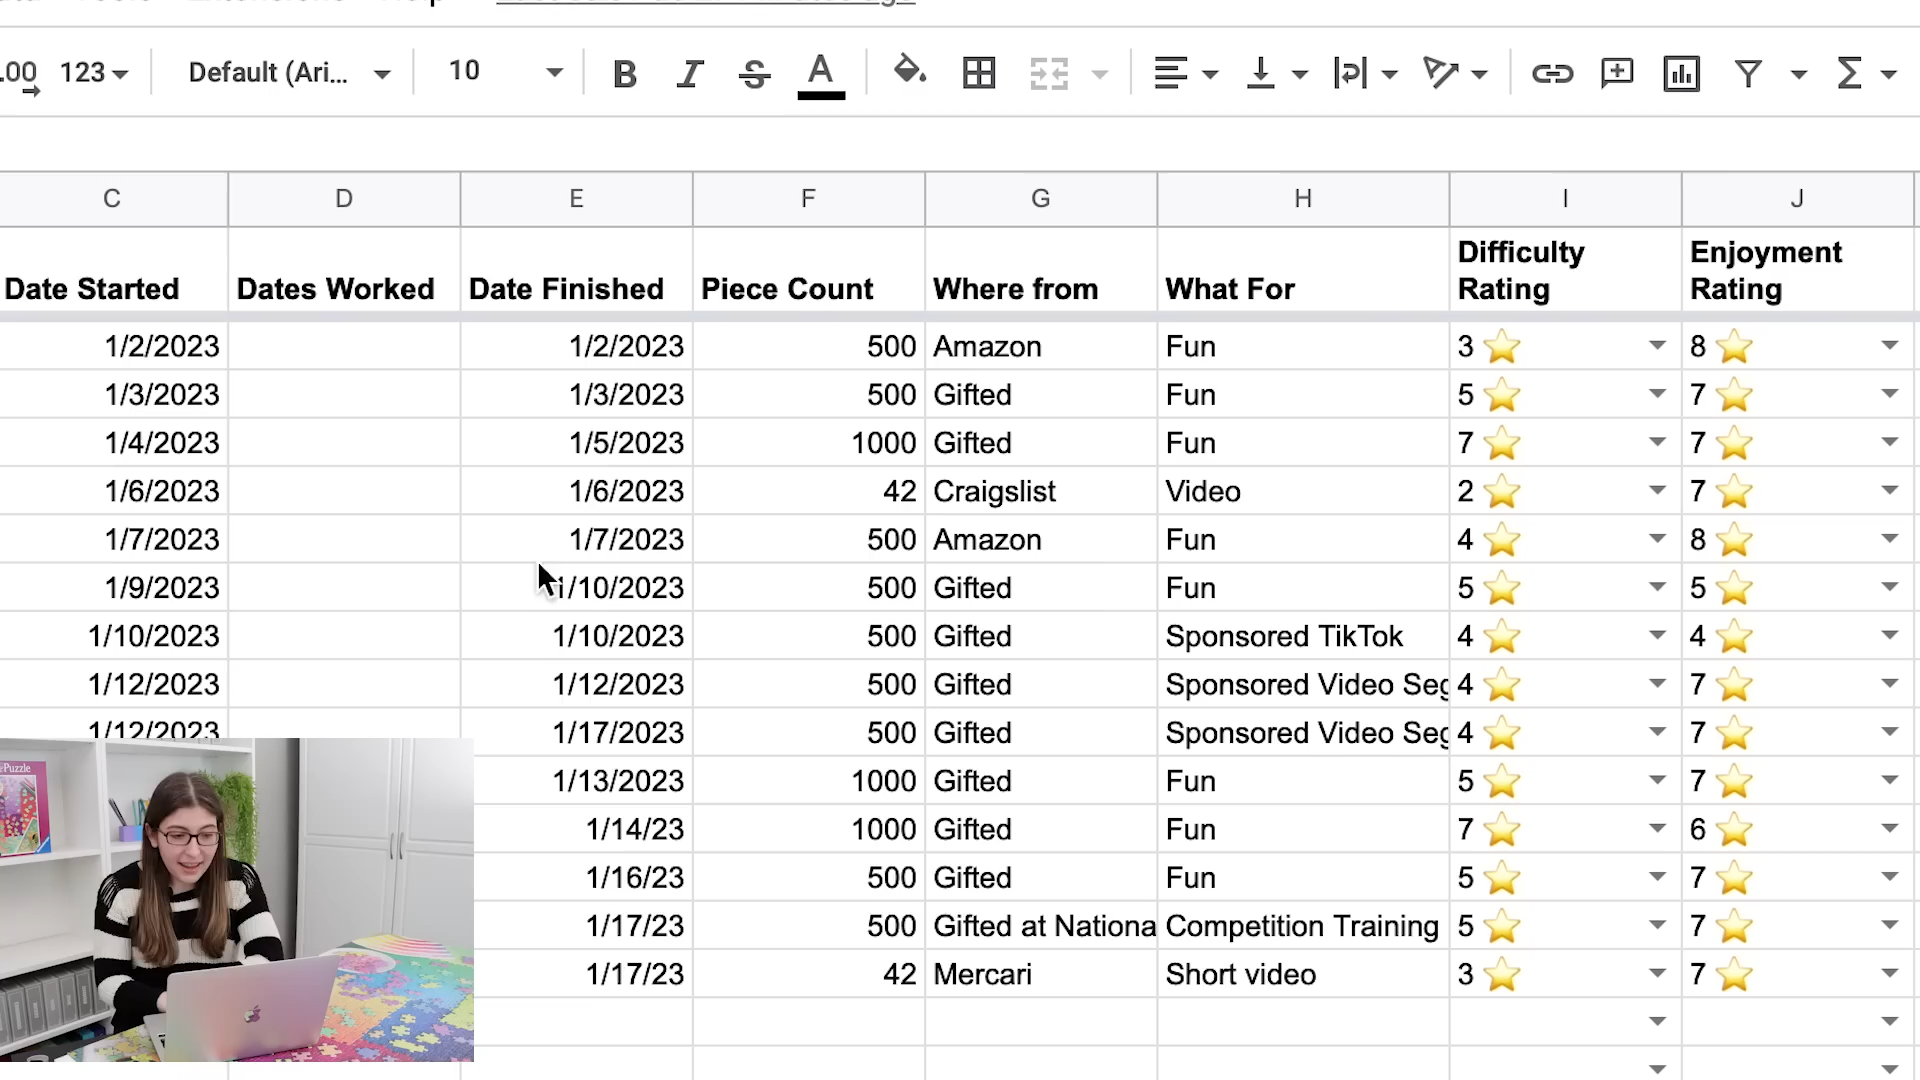 .00 123 Default (Ari... 10 B I S A
C D E F G H I J
Date Started Dates Worked Date Finished Piece Count Where from What For Difficulty Rating Enjoyment Rating
1/2/2023 1/2/2023 500 Amazon Fun 3 ⭐ 8 ⭐
1/3/2023 1/3/2023 500 Gifted Fun 5 ⭐ 7 ⭐
1/4/2023 1/5/2023 1000 Gifted Fun 7 ⭐ 7 ⭐
1/6/2023 1/6/2023 42 Craigslist Video 2 ⭐ 7 ⭐
1/7/2023 1/7/2023 500 Amazon Fun 4 ⭐ 8 ⭐
1/9/2023 1/10/2023 500 Gifted Fun 5 ⭐ 5 ⭐
1/10/2023 1/10/2023 500 Gifted Sponsored TikTok 4 ⭐ 4 ⭐
1/12/2023 1/12/2023 500 Gifted Sponsored Video Seg 4 ⭐ 7 ⭐
1/12/2023 1/17/2023 500 Gifted Sponsored Video Seg 4 ⭐ 7 ⭐
1/13/2023 1000 Gifted Fun 5 ⭐ 7 ⭐
1/14/23 1000 Gifted Fun 7 ⭐ 6 ⭐
1/16/23 500 Gifted Fun 5 ⭐ 7 ⭐
1/17/23 500 Gifted at Nationa Competition Training 5 ⭐ 7 ⭐
1/17/23 42 Mercari Short video 3 ⭐ 7 ⭐
Puzzle